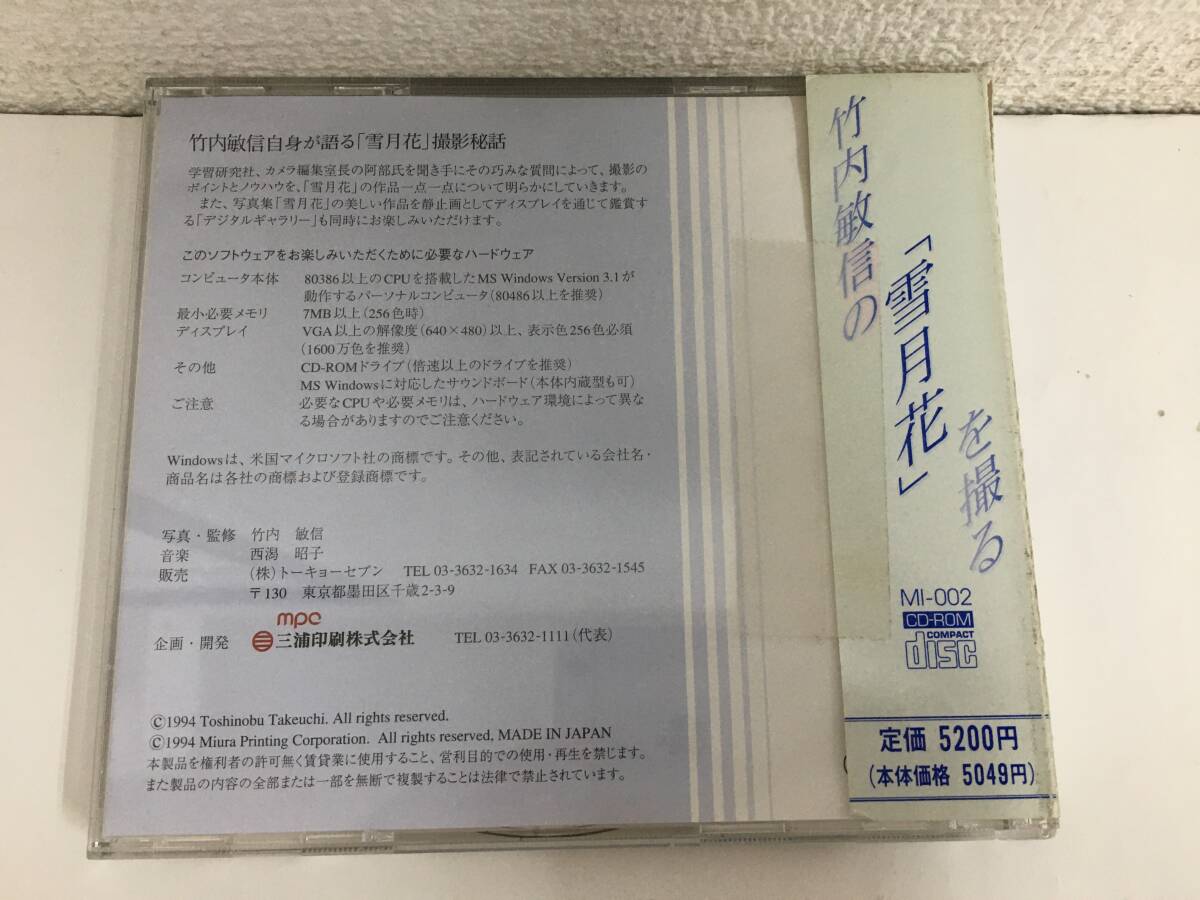 竹内敏信自身が語る「雪月花」撮影秘話
学習研究社、カメラ編集室長の阿部氏を聞き手にその巧みな質問によって、撮影の
ポイントとノウハウを、「雪月花」の作品一点一点について明らかにしていきます。
また、写真集「雪月花」の美しい作品を静止画としてディスプレイを通じて鑑賞す
る「デジタルギャラリー」も同時にお楽しみいただけます。
このソフトウェアをお楽しみいただくために必要なハードウェア
コンピュータ本体 80386以上のCPUを搭載したMS Windows Version 3.1が
動作するパーソナルコンピュータ(80486以上を推奨)
最小必要メモリ 7MB以上(256色時)
ディスプレイ VGA以上の解像度(640×480)以上、表示色256色必須
(1600万色を推奨)
その他 CD-ROMドライブ(倍速以上のドライブを推奨)
MS Windowsに対応したサウンドボード(本体内蔵型も可)
ご注意 必要なCPUや必要メモリは、ハードウェア環境によって異な
る場合がありますのでご注意ください。
Windowsは、米国マイクロソフト社の商標です。その他、表記されている会社名・
商品名は各社の商標および登録商標です。
写真・監修 竹内 敏信
音楽 西潟 昭子
販売 (株)トーキョーセブン TEL 03-3632-1634 FAX 03-3632-1545
〒130 東京都墨田区千歳2-3-9
mpc
企画・開発 三浦印刷株式会社 TEL 03-3632-1111(代表)
©1994 Toshinobu Takeuchi. All rights reserved.
©1994 Miura Printing Corporation. All rights reserved, MADE IN JAPAN
本製品を権利者の許可無く賃貸業に使用すること、営利目的での使用・再生を禁じます。
また製品の内容の全部または一部を無断で複製することは法律で禁止されています。
竹内敏信の
「雪月花」
を撮る
MI-002
CD-ROM
COMPACT
disc
定価 5200円
(本体価格 5049円)